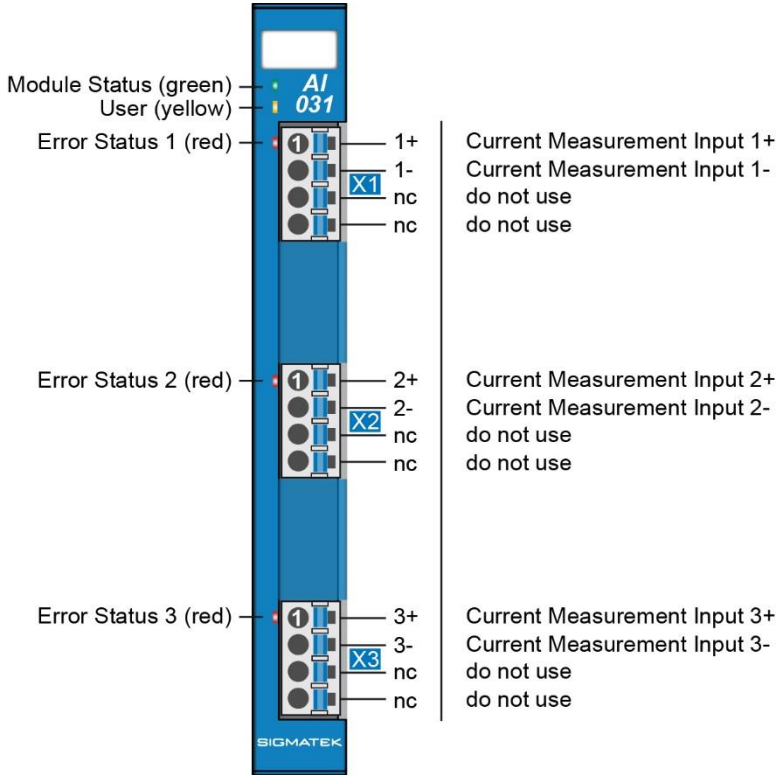 AI
031
Module Status (green)
User (yellow)
Error Status 1 (red)
1
X1
1+ Current Measurement Input 1+
1- Current Measurement Input 1-
nc do not use
nc do not use
Error Status 2 (red)
1
X2
2+ Current Measurement Input 2+
2- Current Measurement Input 2-
nc do not use
nc do not use
Error Status 3 (red)
1
X3
3+ Current Measurement Input 3+
3- Current Measurement Input 3-
nc do not use
nc do not use
SIGMATEK